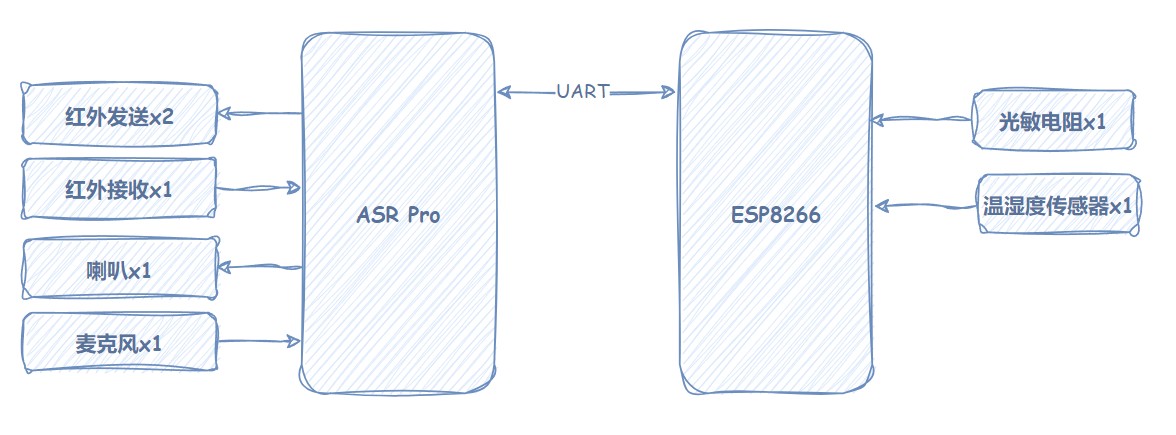 红外发送x2
红外接收x1
喇叭x1
麦克风x1
ASR Pro
UART
ESP8266
光敏电阻x1
温湿度传感器x1